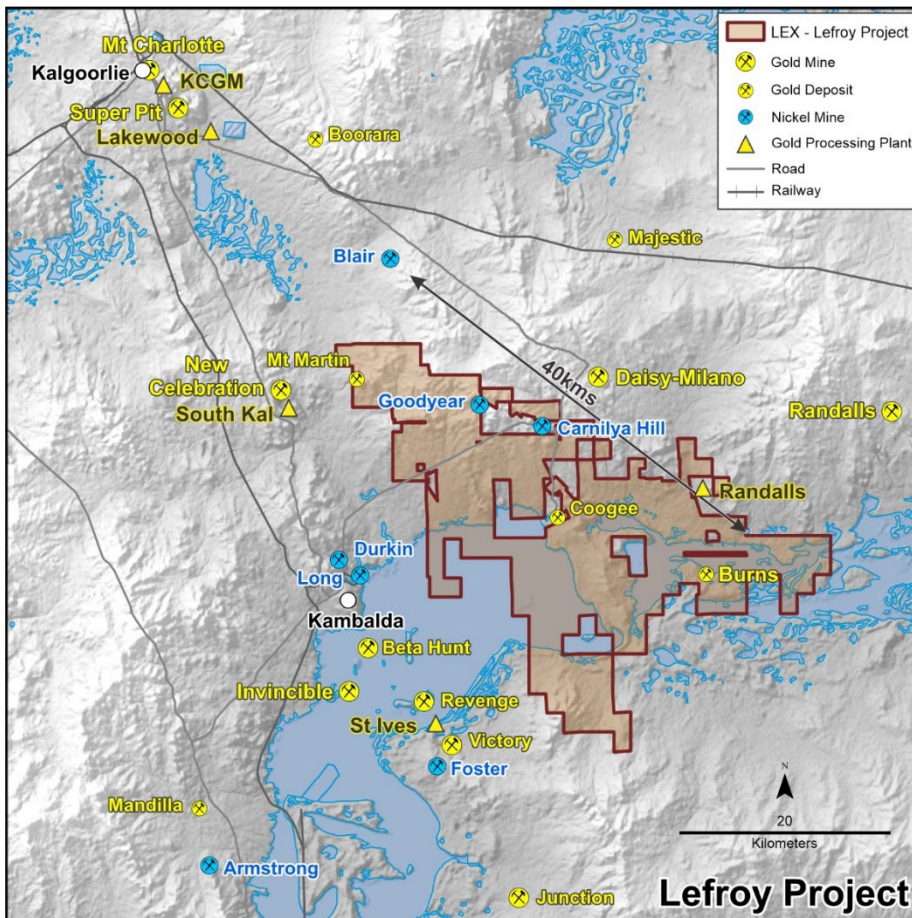 LEX - Lefroy Project
Gold Mine
Gold Deposit
Nickel Mine
Gold Processing Plant
Road
Railway
Mt Charlotte
Kalgoorlie
KCGM
Super Pit
Lakewood
Boorara
Majestic
Blair
40kms
Mt Martin
New
Celebration
South Kal
Goodyear
Daisy-Milano
Carnilya Hill
Randalls
Randalls
Coogee
Durkin
Long
Burns
Kambalda
Beta Hunt
Invincible
Revenge
St Ives
Victory
Foster
Mandilla
Armstrong
Junction
N
20
Kilometers
Lefroy Project